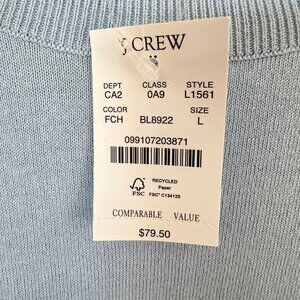 J.CREW
DEPT CLASS STYLE
CA2 0A9 L1561
COLOR SIZE
FCH BL8922 L
099107203871
FSC
RECYCLED
Paper
FSC® C134125
COMPARABLE VALUE
$79.50